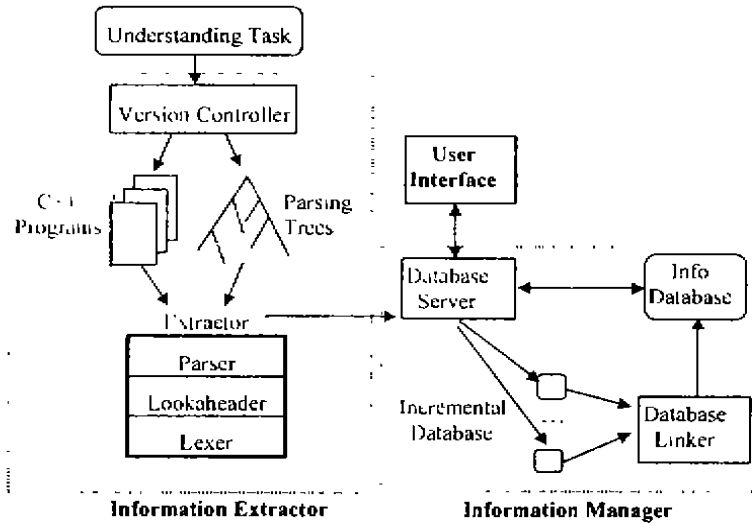 Understanding Task
Version Controller
Programs
Parsing
Trees
User
Interface
Database
Server
Info
Database
Extractor
Parser
Lookaheader
Lexer
Incremental
Database
...
Database
Linker
Information Extractor
Information Manager